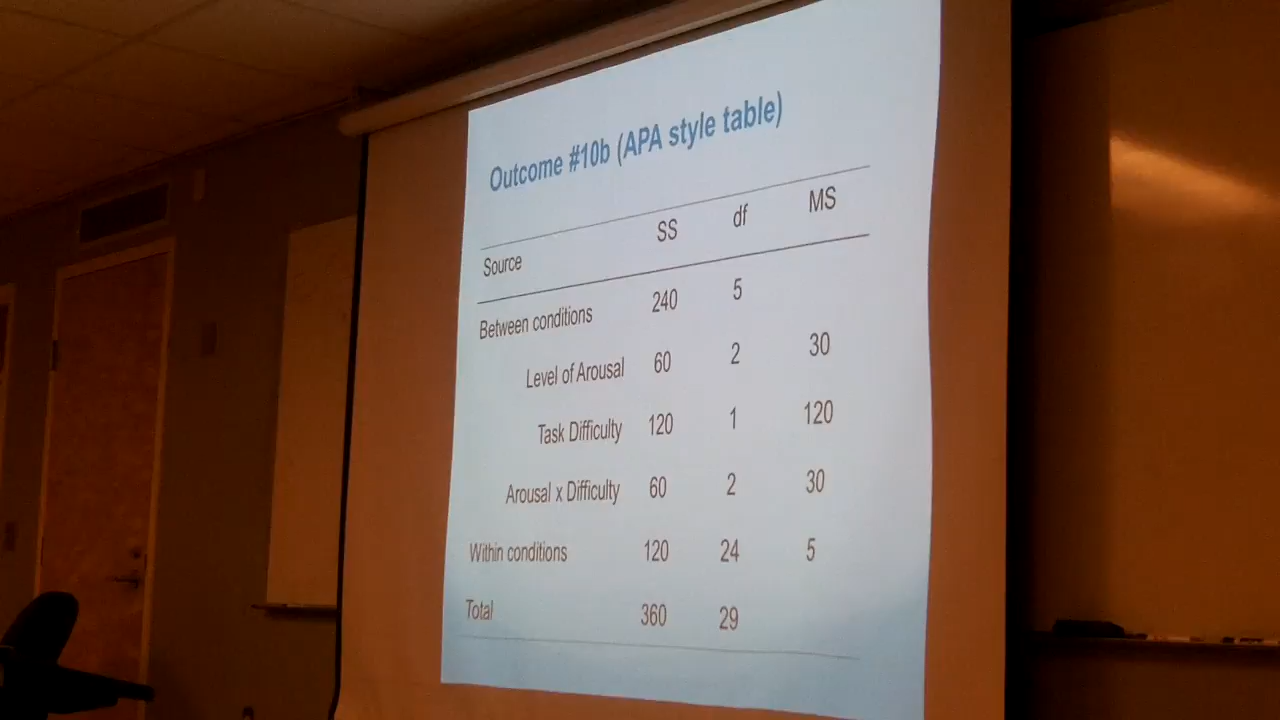 Outcome #10b (APA style table)
Source SS df MS
Between conditions 240 5
Level of Arousal 60 2 30
Task Difficulty 120 1 120
Arousal x Difficulty 60 2 30
Within conditions 120 24 5
Total 360 29